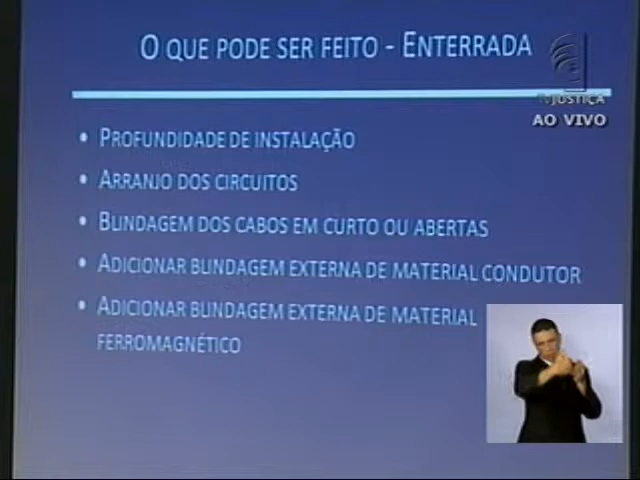 O QUE PODE SER FEITO - ENTERRADA
TV JUSTIÇA
AO VIVO
• PROFUNDIDADE DE INSTALAÇÃO
• ARRANJO DOS CIRCUITOS
• BLINDAGEM DOS CABOS EM CURTO OU ABERTAS
• ADICIONAR BLINDAGEM EXTERNA DE MATERIAL CONDUTOR
• ADICIONAR BLINDAGEM EXTERNA DE MATERIAL
FERROMAGNÉTICO